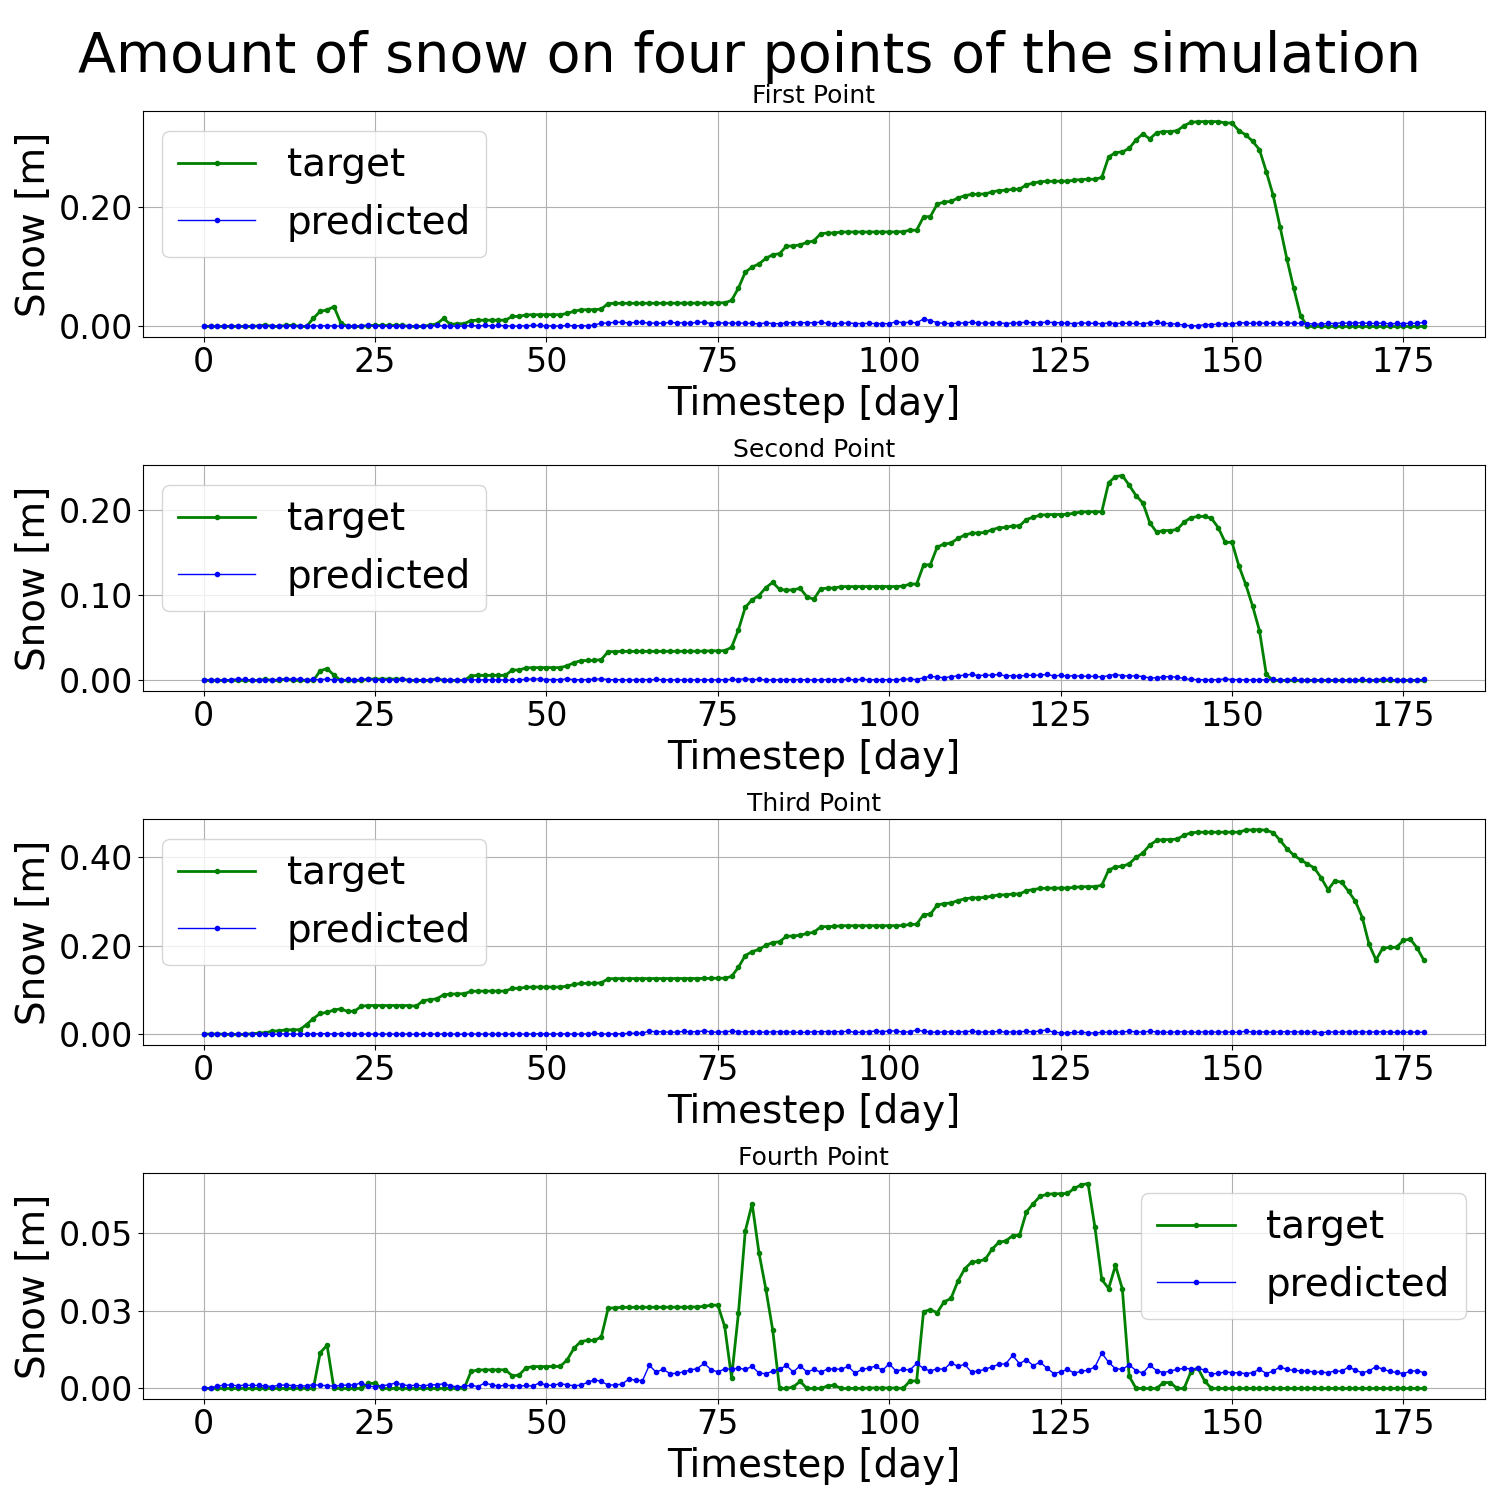 Amount of snow on four points of the simulation
First Point
Snow [m]
0.20
0.00
target
predicted
0 25 50 75 100 125 150 175
Timestep [day]
Second Point
Snow [m]
0.20
0.10
0.00
target
predicted
0 25 50 75 100 125 150 175
Timestep [day]
Third Point
Snow [m]
0.40
0.20
0.00
target
predicted
0 25 50 75 100 125 150 175
Timestep [day]
Fourth Point
Snow [m]
0.05
0.03
0.00
target
predicted
0 25 50 75 100 125 150 175
Timestep [day]